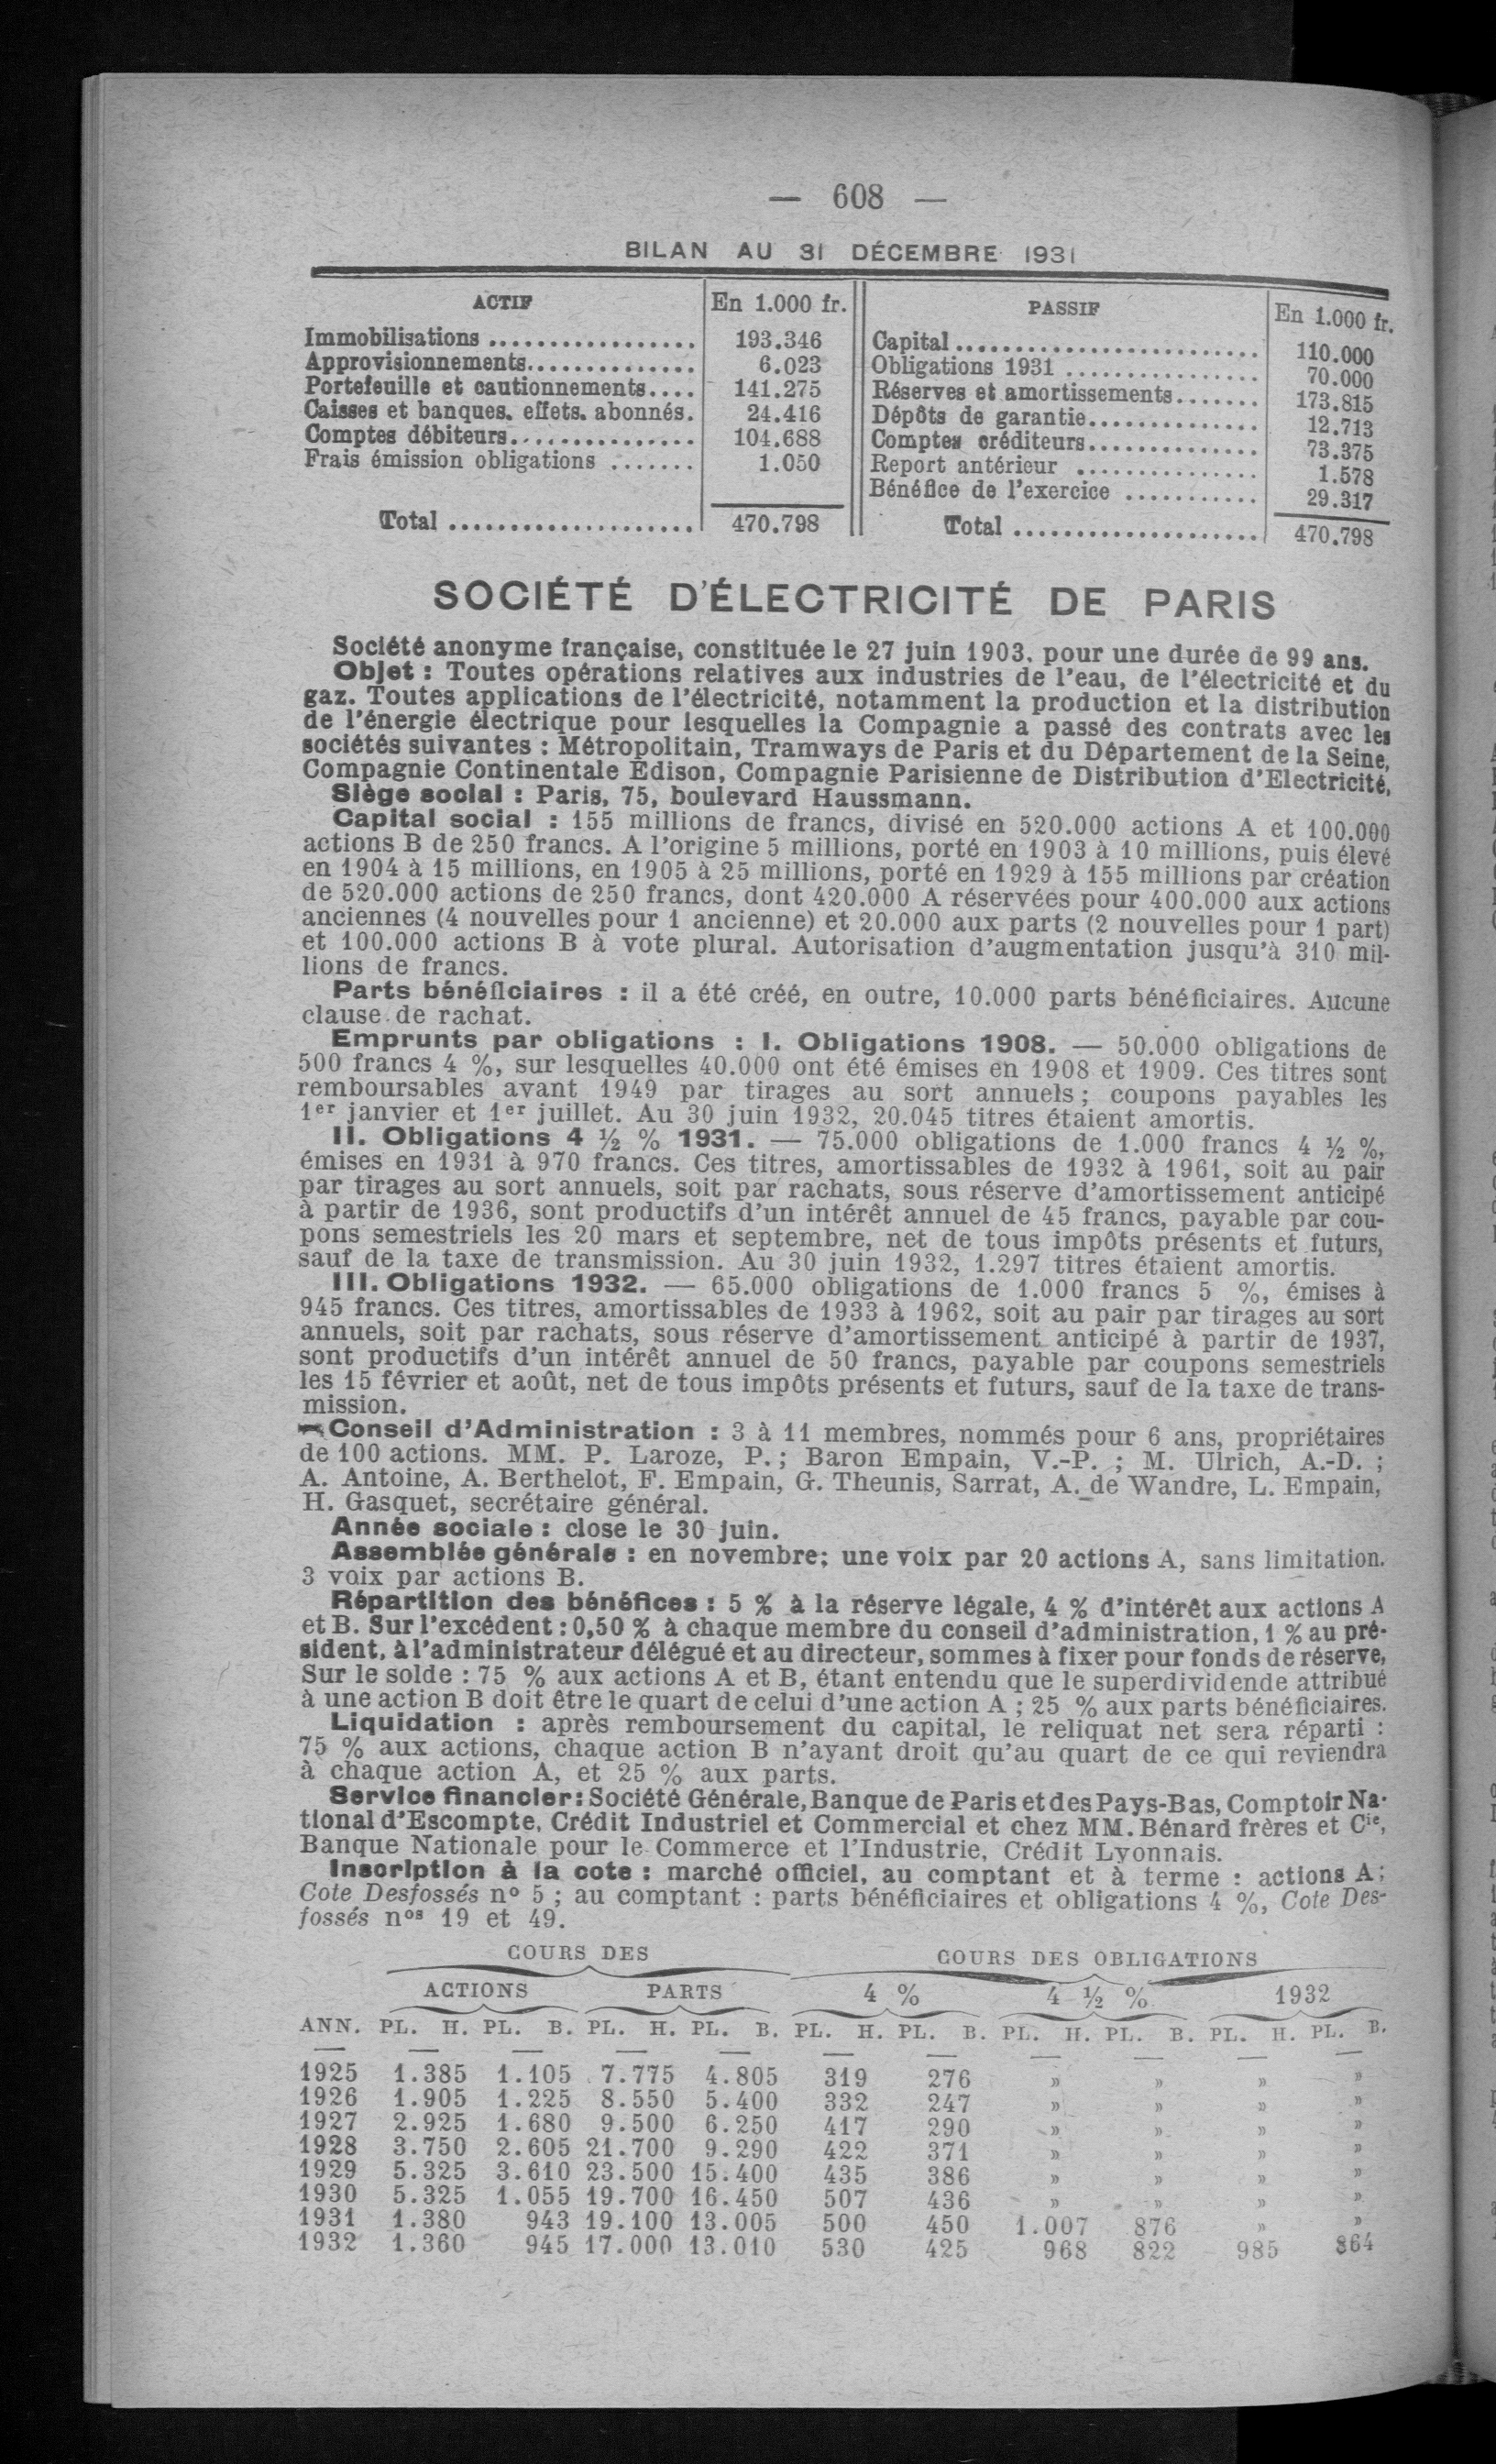 — 608 —
BILAN AU 31 DÉCEMBRE 1931
ACTIF En 1.000 fr. PASSIF En 1.000 fr.
Immobilisations ................. 193.346 Capital ......................... 110.000
Approvisionnements.............. 6.023 Obligations 1931 ................ 70.000
Portefeuille et cautionnements.... 141.275 Réserves et amortissements....... 173.815
Caisses et banques. effets. abonnés. 24.416 Dépôts de garantie.............. 12.713
Comptes débiteurs............... 104.688 Comptes créditeurs.............. 73.375
Frais émission obligations ....... 1.050 Report antérieur ............... 1.578
Bénéfice de l'exercice ........... 29.317
Total .................... 470.798 Total .................... 470.798
SOCIÉTÉ D'ÉLECTRICITÉ DE PARIS
Société anonyme française, constituée le 27 juin 1903. pour une durée de 99 ans.
Objet : Toutes opérations relatives aux industries de l'eau, de l'électricité et du
gaz. Toutes applications de l'électricité, notamment la production et la distribution
de l'énergie électrique pour lesquelles la Compagnie a passé des contrats avec les
sociétés suivantes : Métropolitain, Tramways de Paris et du Département de la Seine,
Compagnie Continentale Edison, Compagnie Parisienne de Distribution d'Electricité,
Siège social : Paris, 75, boulevard Haussmann.
Capital social : 155 millions de francs, divisé en 520.000 actions A et 100.000
actions B de 250 francs. A l'origine 5 millions, porté en 1903 à 10 millions, puis élevé
en 1904 à 15 millions, en 1905 à 25 millions, porté en 1929 à 155 millions par création
de 520.000 actions de 250 francs, dont 420.000 A réservées pour 400.000 aux actions
anciennes (4 nouvelles pour 1 ancienne) et 20.000 aux parts (2 nouvelles pour 1 part)
et 100.000 actions B à vote plural. Autorisation d'augmentation jusqu'à 310 mil-
lions de francs.
Parts bénéficiaires : il a été créé, en outre, 10.000 parts bénéficiaires. Aucune
clause de rachat.
Emprunts par obligations : I. Obligations 1908. — 50.000 obligations de
500 francs 4 %, sur lesquelles 40.000 ont été émises en 1908 et 1909. Ces titres sont
remboursables avant 1949 par tirages au sort annuels; coupons payables les
1er janvier et 1er juillet. Au 30 juin 1932, 20.045 titres étaient amortis.
II. Obligations 4 ½ % 1931. — 75.000 obligations de 1.000 francs 4 ½ %,
émises en 1931 à 970 francs. Ces titres, amortissables de 1932 à 1961, soit au pair
par tirages au sort annuels, soit par rachats, sous réserve d'amortissement anticipé
à partir de 1936, sont productifs d'un intérêt annuel de 45 francs, payable par cou-
pons semestriels les 20 mars et septembre, net de tous impôts présents et futurs,
sauf de la taxe de transmission. Au 30 juin 1932, 1.297 titres étaient amortis.
III. Obligations 1932. — 65.000 obligations de 1.000 francs 5 %, émises à
945 francs. Ces titres, amortissables de 1933 à 1962, soit au pair par tirages au sort
annuels, soit par rachats, sous réserve d'amortissement anticipé à partir de 1937,
sont productifs d'un intérêt annuel de 50 francs, payable par coupons semestriels
les 15 février et août, net de tous impôts présents et futurs, sauf de la taxe de trans-
mission.
Conseil d'Administration : 3 à 11 membres, nommés pour 6 ans, propriétaires
de 100 actions. MM. P. Laroze, P.; Baron Empain, V.-P. ; M. Ulrich, A.-D. ;
A. Antoine, A. Berthelot, F. Empain, G. Theunis, Sarrat, A. de Wandre, L. Empain,
H. Gasquet, secrétaire général.
Année sociale : close le 30 juin.
Assemblée générale : en novembre; une voix par 20 actions A, sans limitation.
3 voix par actions B.
Répartition des bénéfices : 5 % à la réserve légale, 4 % d'intérêt aux actions A
et B. Sur l'excédent : 0,50 % à chaque membre du conseil d'administration, 1 % au pré-
sident, à l'administrateur délégué et au directeur, sommes à fixer pour fonds de réserve,
Sur le solde : 75 % aux actions A et B, étant entendu que le superdividende attribué
à une action B doit être le quart de celui d'une action A ; 25 % aux parts bénéficiaires.
Liquidation : après remboursement du capital, le reliquat net sera réparti :
75 % aux actions, chaque action B n'ayant droit qu'au quart de ce qui reviendra
à chaque action A, et 25 % aux parts.
Service financier : Société Générale, Banque de Paris et des Pays-Bas, Comptoir Na-
tional d'Escompte, Crédit Industriel et Commercial et chez MM. Bénard frères et Cie,
Banque Nationale pour le Commerce et l'Industrie, Crédit Lyonnais.
Inscription à la cote : marché officiel, au comptant et à terme : actions A;
Cote Desfossés n° 5 ; au comptant : parts bénéficiaires et obligations 4 %, Cote Des-
fossés nos 19 et 49.
COURS DES COURS DES OBLIGATIONS
ACTIONS PARTS 4 % 4 ½ % 1932
ANN. PL. H. PL. B. PL. H. PL. B. PL. H. PL. B. PL. H. PL. B. PL. H. PL. B.
1925 1.385 1.105 7.775 4.805 319 276 » » » »
1926 1.905 1.225 8.550 5.400 332 247 » » » »
1927 2.925 1.680 9.500 6.250 417 290 » » » »
1928 3.750 2.605 21.700 9.290 422 371 » » » »
1929 5.325 3.610 23.500 15.400 435 386 » » » »
1930 5.325 1.055 19.700 16.450 507 436 » » » »
1931 1.380 943 19.100 13.005 500 450 1.007 876 » »
1932 1.360 945 17.000 13.010 530 425 968 822 985 864